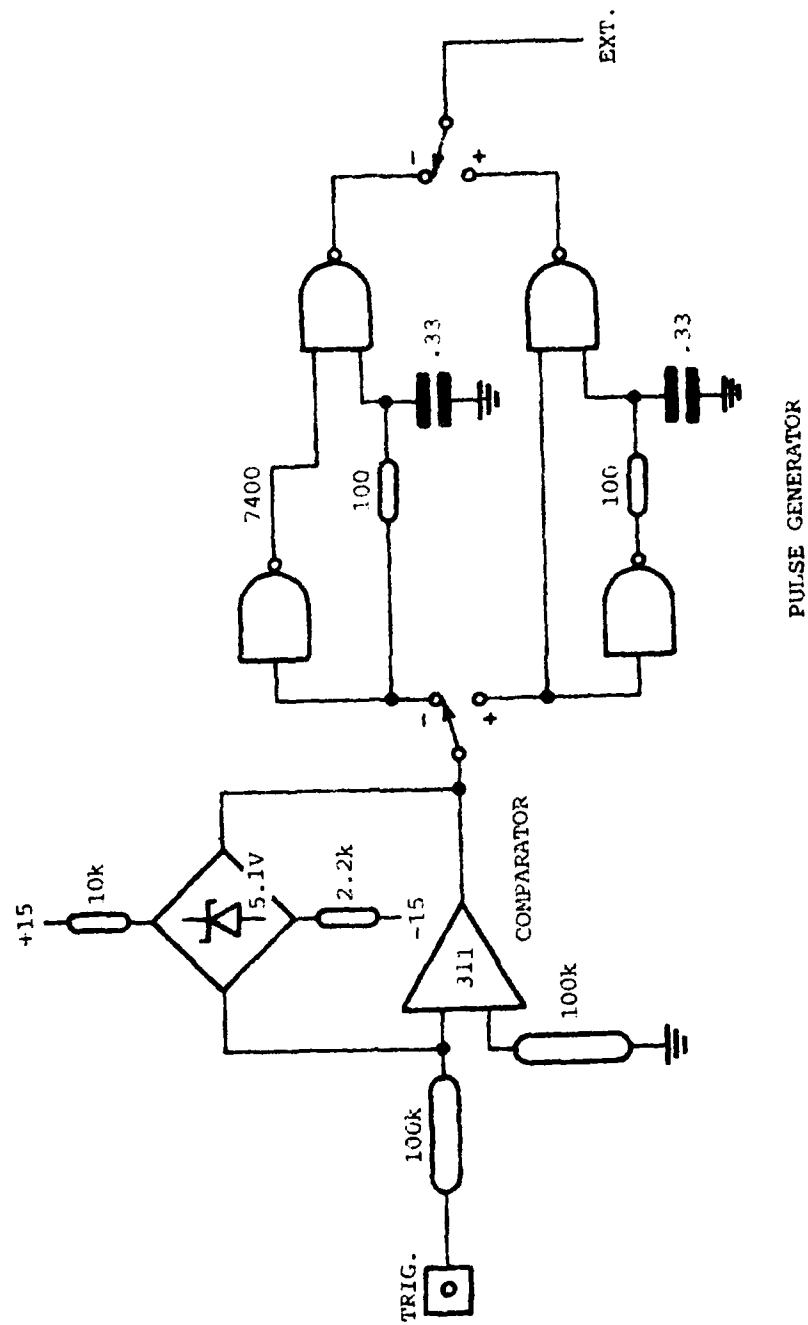 TRIG.
100k
+15
10k
5.1V
2.2k
-15
311
100k
COMPARATOR
-
+
7400
100
.33
100
.33
-
+
EXT.
PULSE GENERATOR